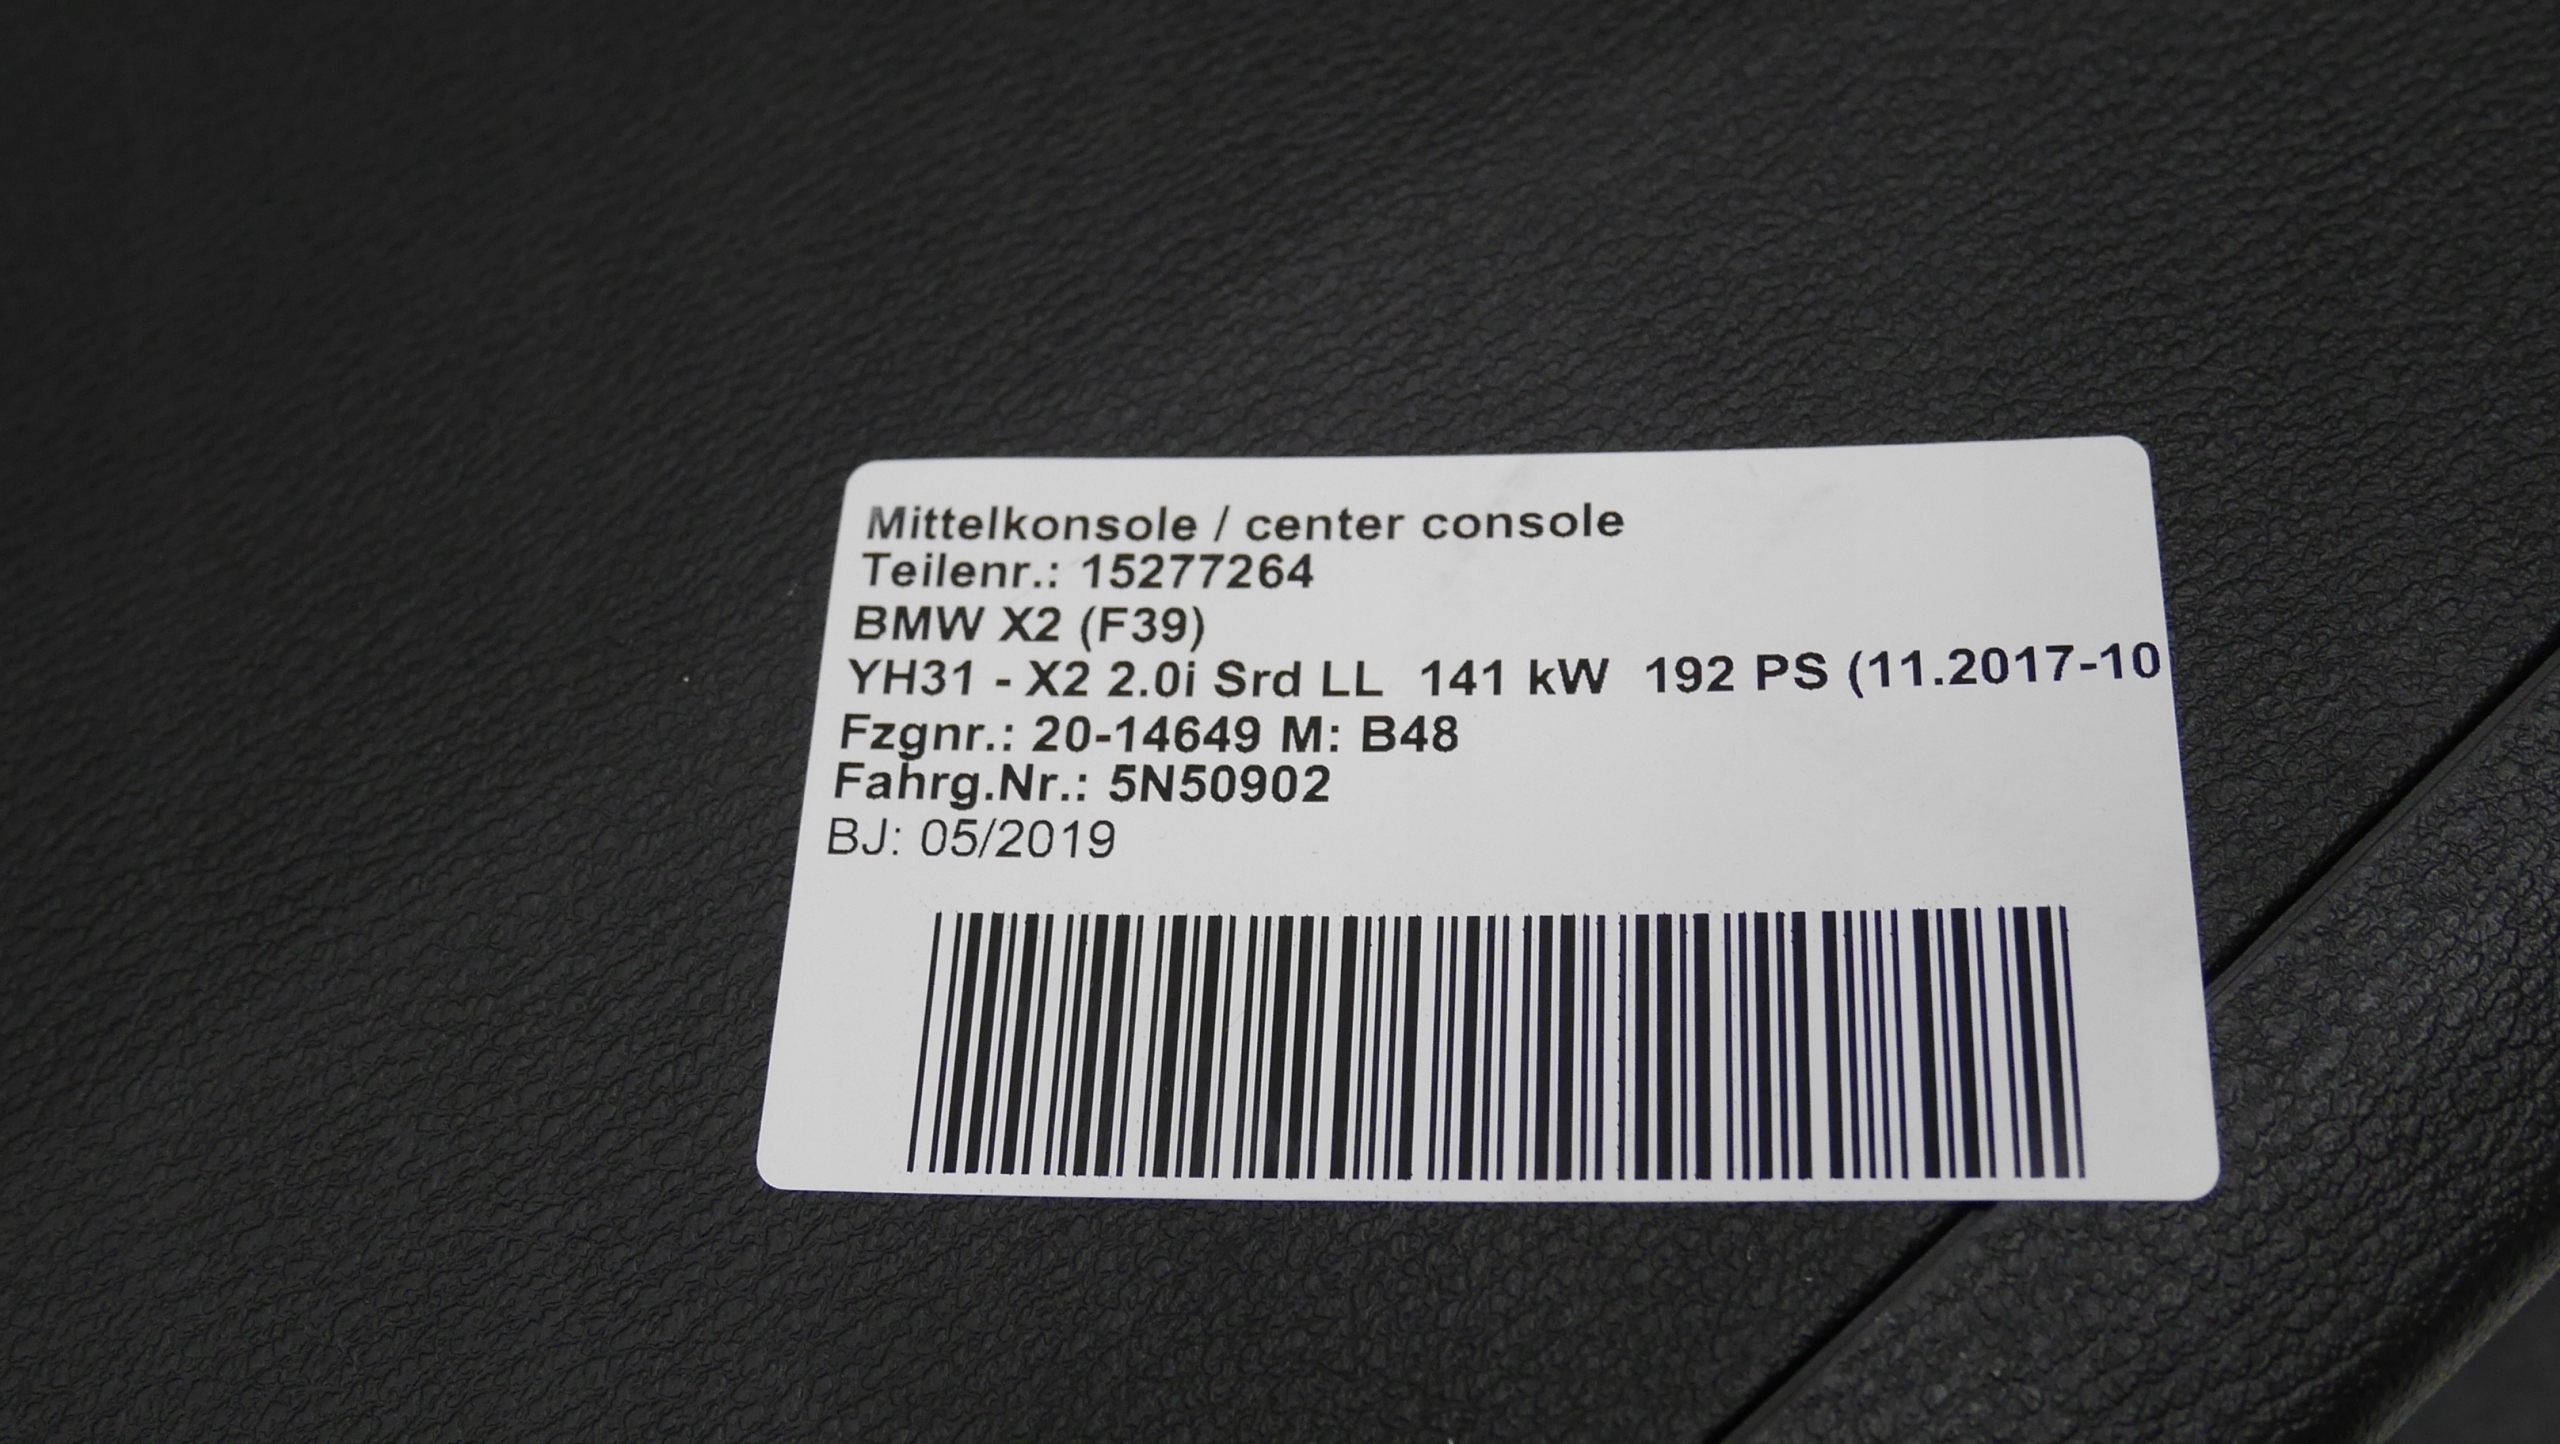 Mittelkonsole / center console
Teilenr.: 15277264
BMW X2 (F39)
YH31 - X2 2.0i Srd LL 141 kW 192 PS (11.2017-10
Fzgnr.: 20-14649 M: B48
Fahrg.Nr.: 5N50902
BJ: 05/2019